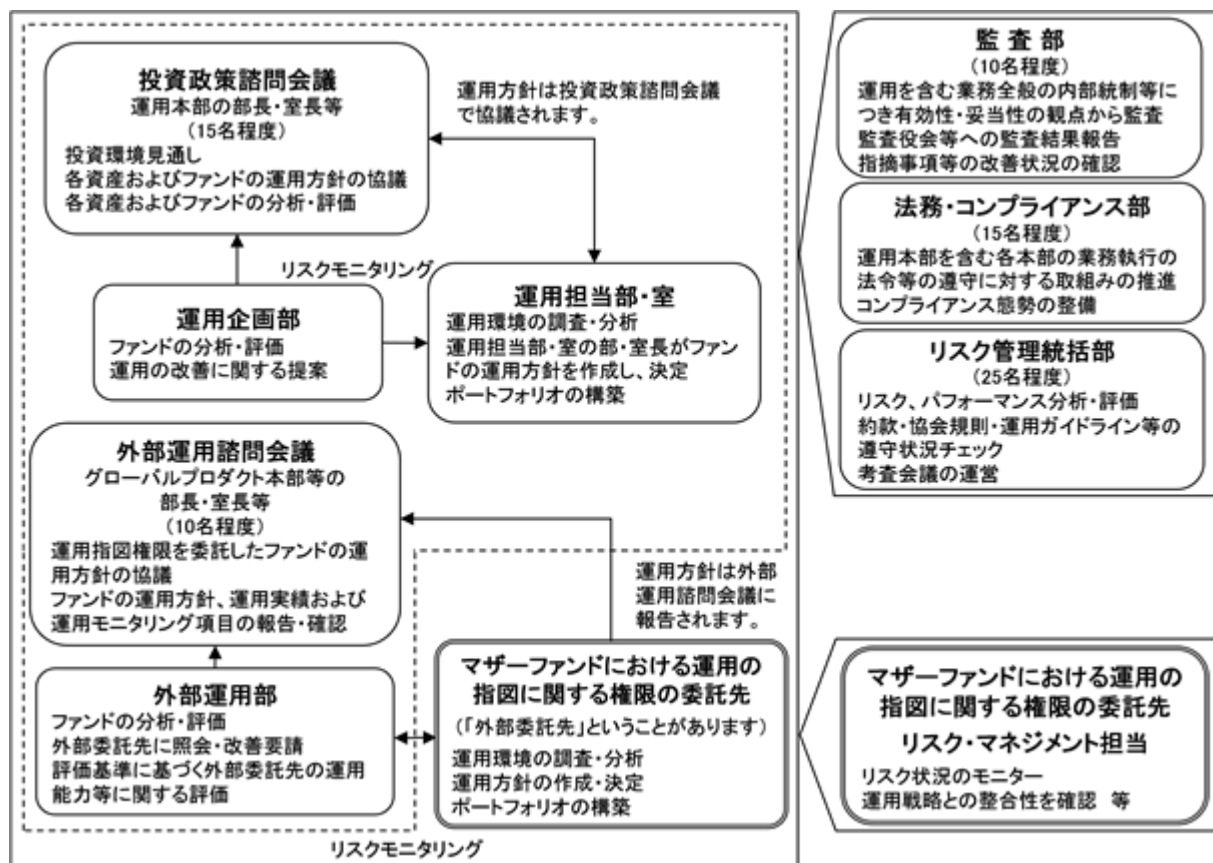 投資政策諮問会議
運用本部の部長・室長等
(15名程度)
投資環境見通し
各資産およびファンドの運用方針の協議
各資産およびファンドの分析・評価
運用方針は投資政策諮問会議
で協議されます。
リスクモニタリング
運用企画部
ファンドの分析・評価
運用の改善に関する提案
運用担当部・室
運用環境の調査・分析
運用担当部・室の部・室長がファン
ドの運用方針を作成し、決定
ポートフォリオの構築
外部運用諮問会議
グローバルプロダクト本部等の
部長・室長等
(10名程度)
運用指図権限を委託したファンドの運
用方針の協議
ファンドの運用方針、運用実績および
運用モニタリング項目の報告・確認
運用方針は外部
運用諮問会議に
報告されます。
外部運用部
ファンドの分析・評価
外部委託先に照会・改善要請
評価基準に基づく外部委託先の運用
能力等に関する評価
マザーファンドにおける運用の
指図に関する権限の委託先
(「外部委託先」ということがあります)
運用環境の調査・分析
運用方針の作成・決定
ポートフォリオの構築
リスクモニタリング
監査部
(10名程度)
運用を含む業務全般の内部統制等に
つき有効性・妥当性の観点から監査
監査役会等への監査結果報告
指摘事項等の改善状況の確認
法務・コンプライアンス部
(15名程度)
運用本部を含む各本部の業務執行の
法令等の遵守に対する取組みの推進
コンプライアンス態勢の整備
リスク管理統括部
(25名程度)
リスク、パフォーマンス分析・評価
約款・協会規則・運用ガイドライン等の
遵守状況チェック
考査会議の運営
マザーファンドにおける運用の
指図に関する権限の委託先
リスク・マネジメント担当
リスク状況のモニター
運用戦略との整合性を確認 等